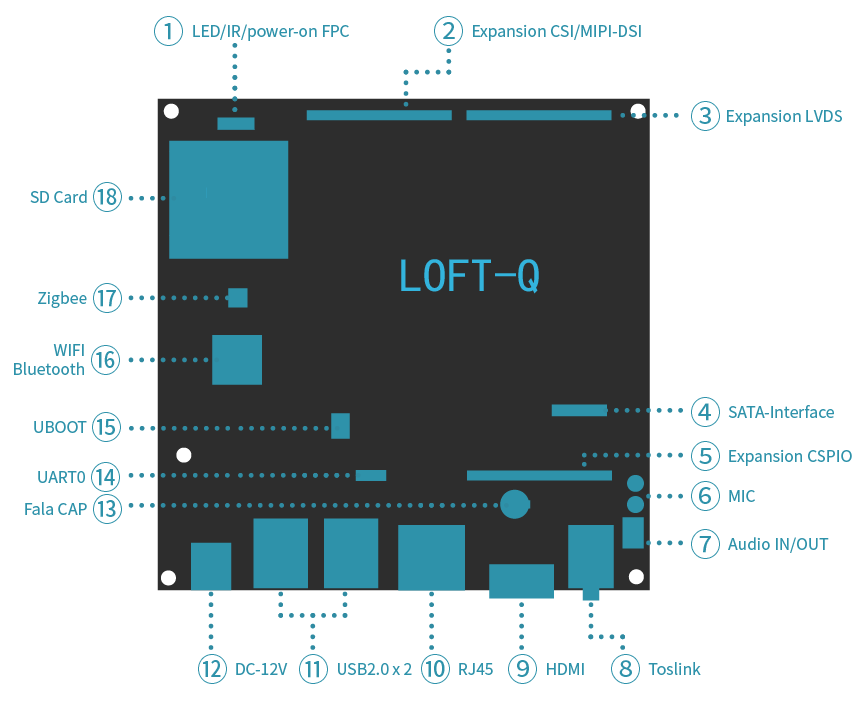 1 LED/IR/power-on FPC
2 Expansion CSI/MIPI-DSI
3 Expansion LVDS
SD Card 18
LOFT-Q
Zigbee 17
WIFI
Bluetooth 16
4 SATA-Interface
UBOOT 15
5 Expansion CSPIO
UART0 14
6 MIC
Fala CAP 13
7 Audio IN/OUT
12 DC-12V 11 USB2.0 x 2 10 RJ45 9 HDMI 8 Toslink